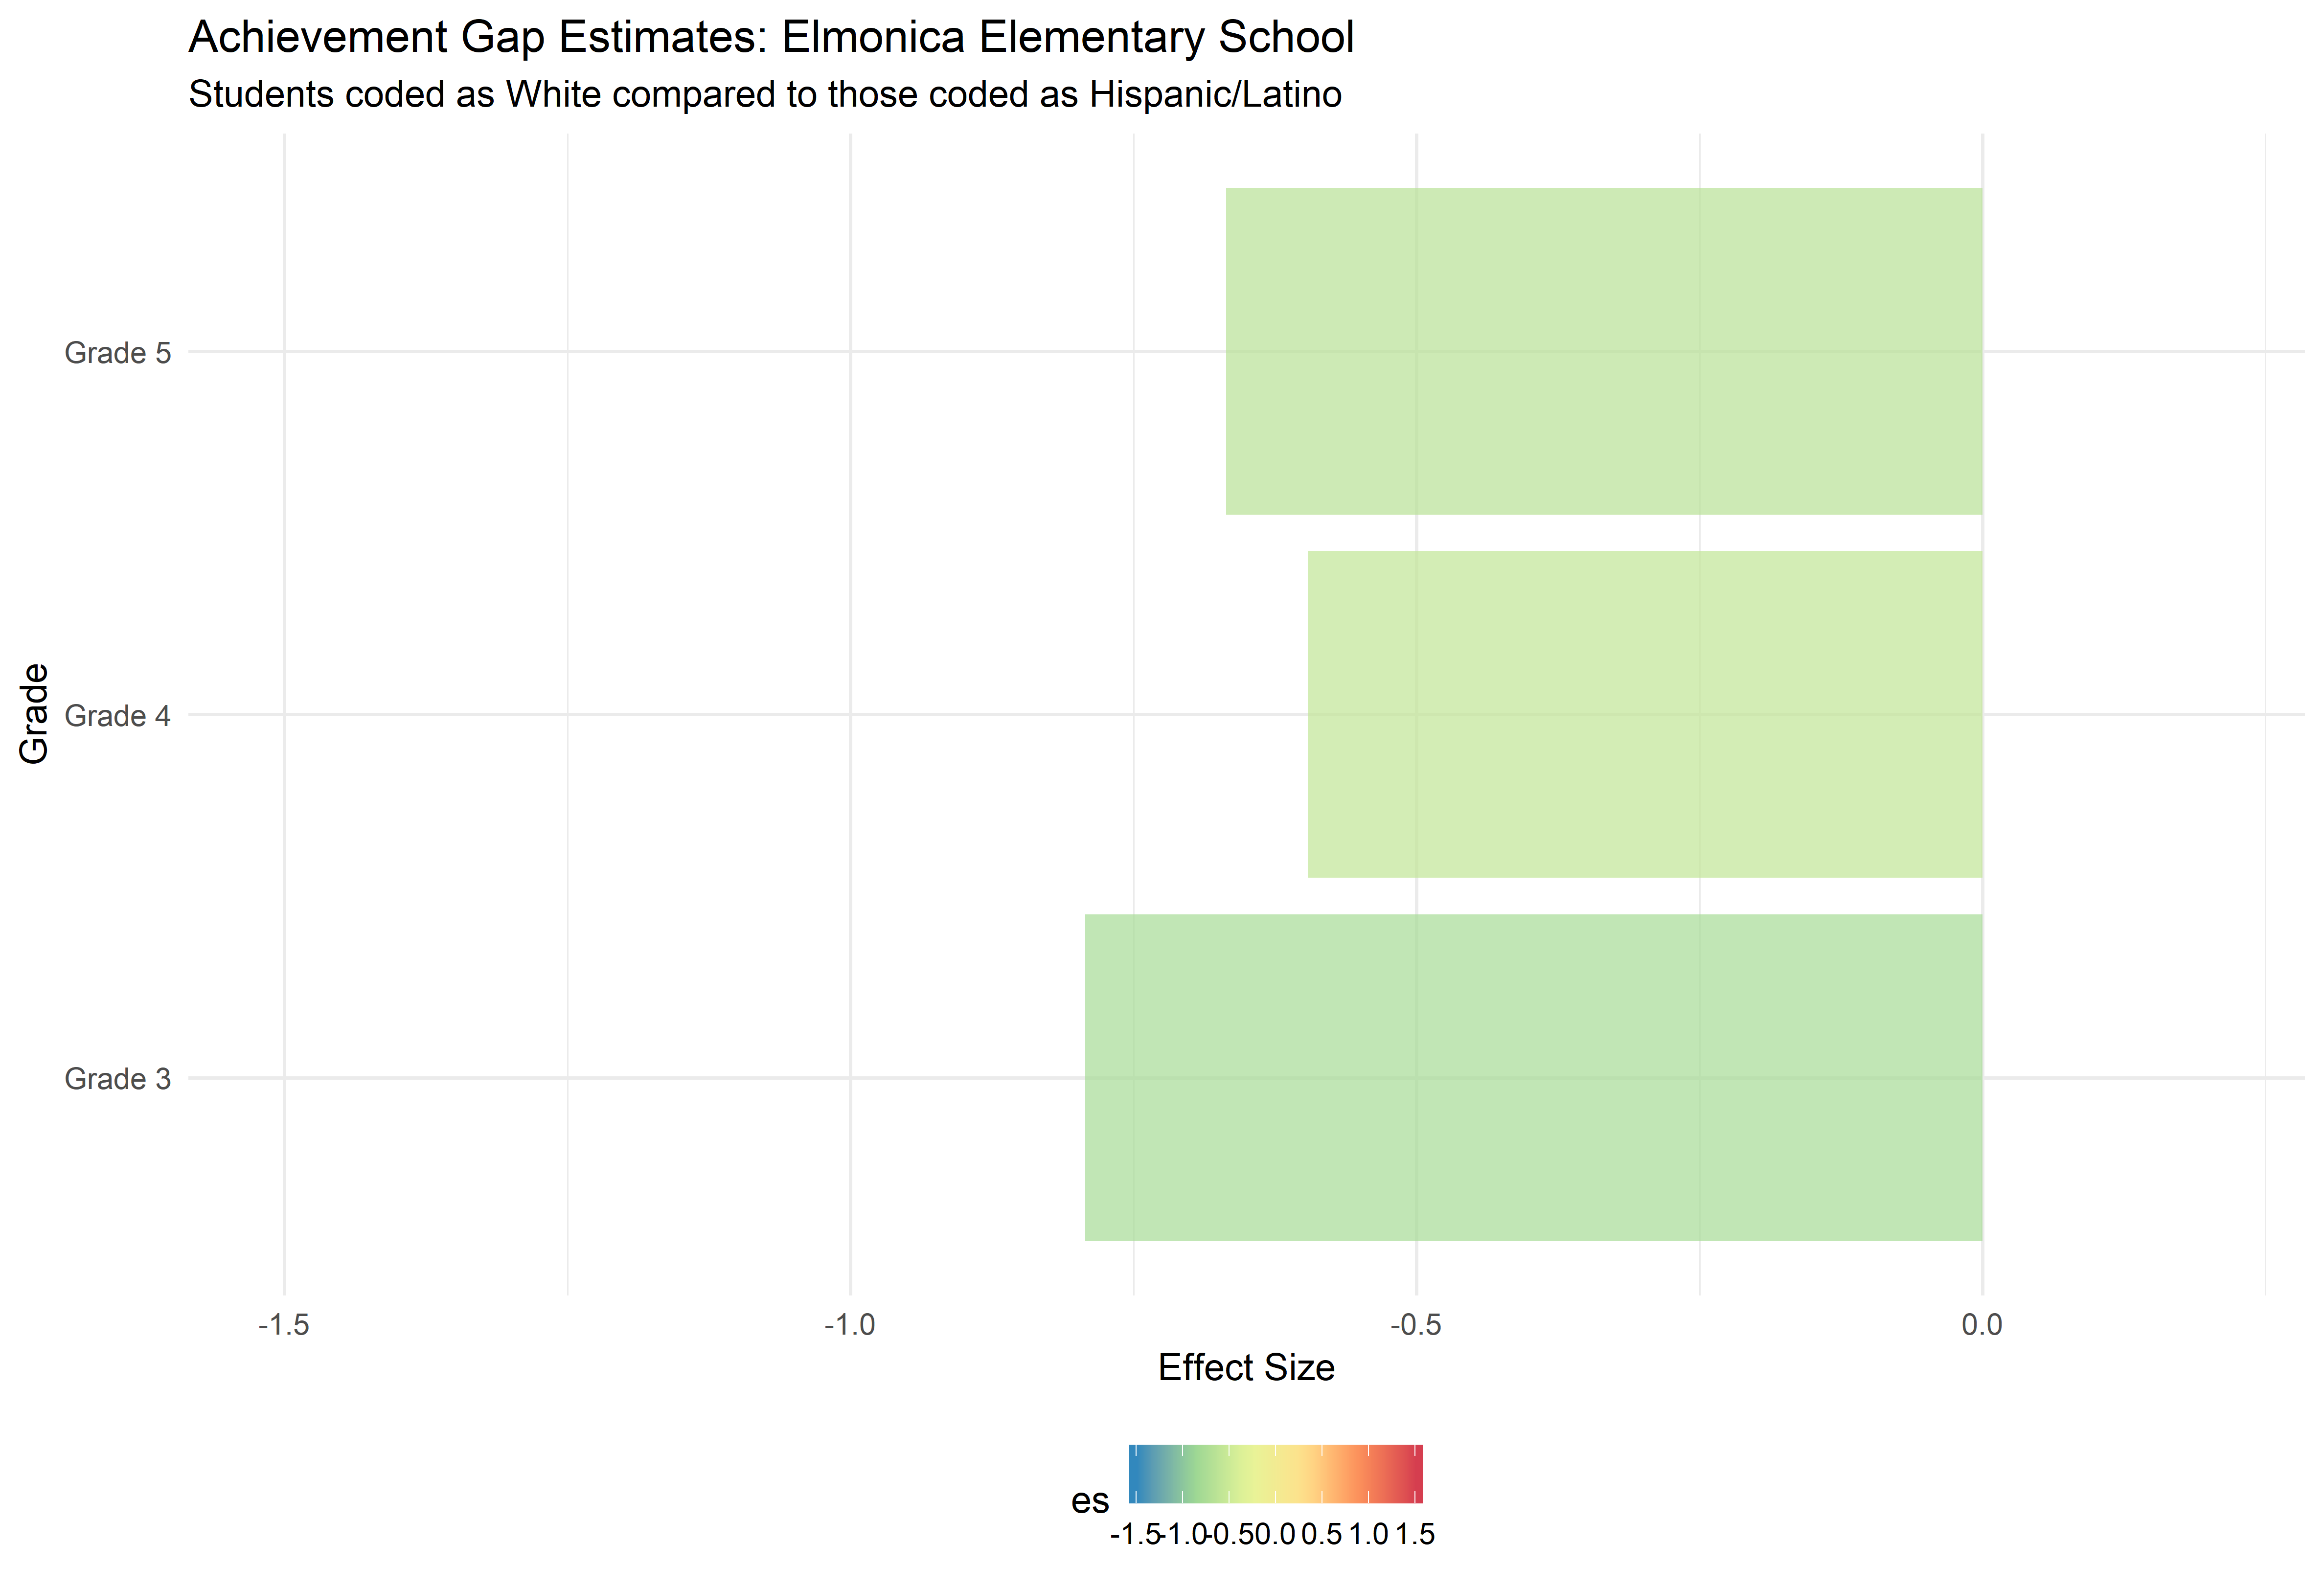 Achievement Gap Estimates: Elmonica Elementary School
Students coded as White compared to those coded as Hispanic/Latino
Grade
Grade 5
Grade 4
Grade 3
-1.5 -1.0 -0.5 0.0
Effect Size
es
-1.5 -1.0 -0.5 0.0 0.5 1.0 1.5